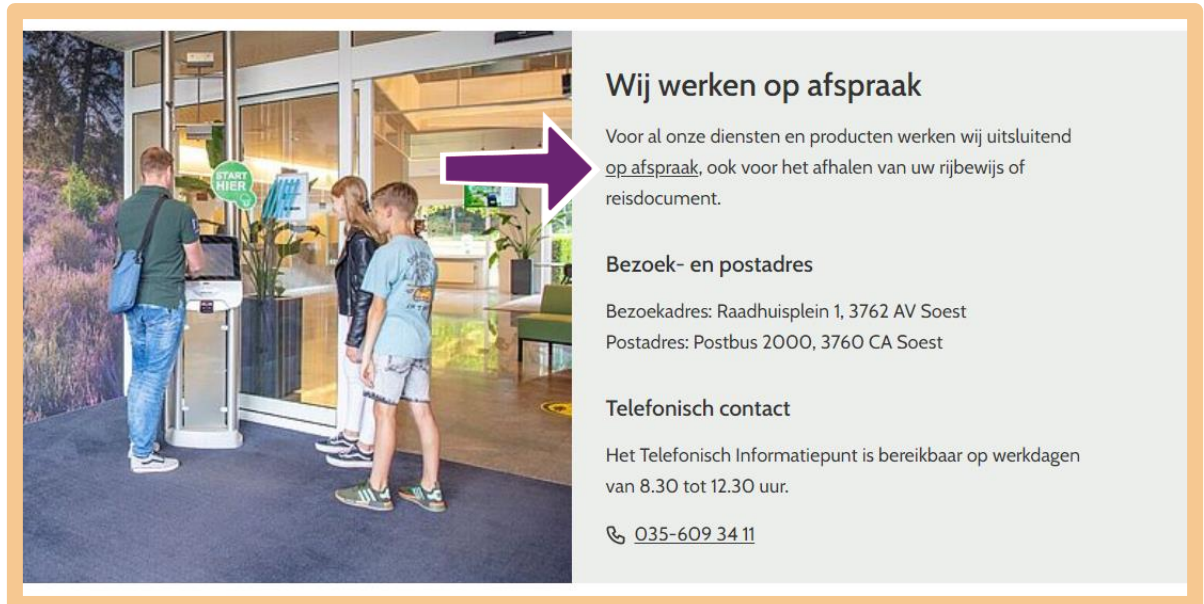 START
HIER
Wij werken op afspraak
Voor al onze diensten en producten werken wij uitsluitend
op afspraak, ook voor het afhalen van uw rijbewijs of
reisdocument.
Bezoek- en postadres
Bezoekadres: Raadhuisplein 1, 3762 AV Soest
Postadres: Postbus 2000, 3760 CA Soest
Telefonisch contact
Het Telefonisch Informatiepunt is bereikbaar op werkdagen
van 8.30 tot 12.30 uur.
035-609 34 11